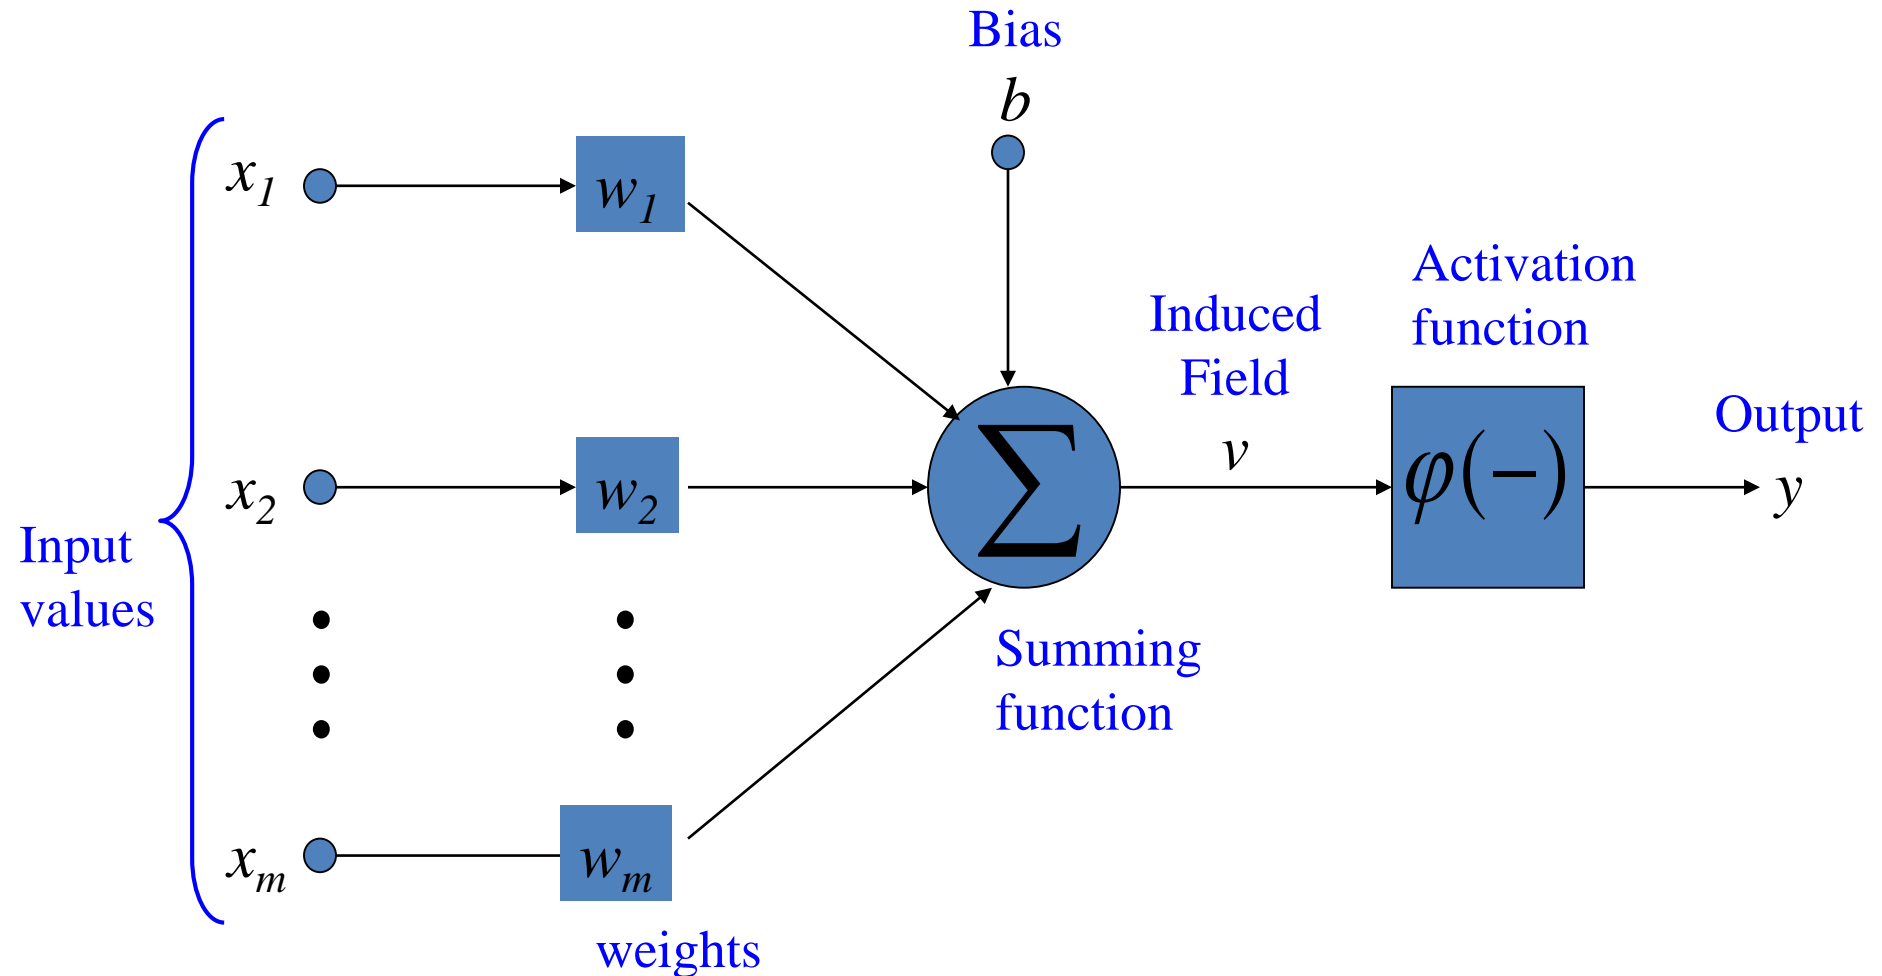 Bias
b
x1
w1
Activation
function
Induced
Field
Output
v
∑
φ(−)
y
x2
w2
Input
values
Summing
function
xm
wm
weights